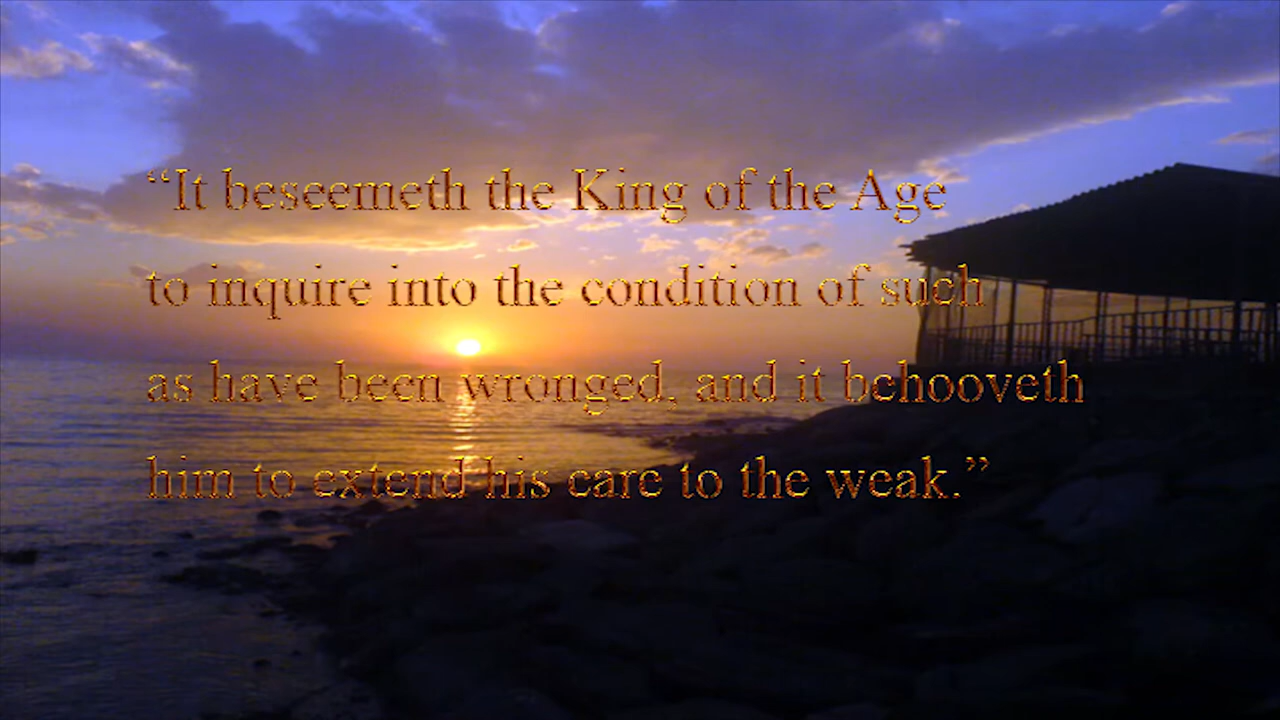 “It beseemeth the King of the Age
to inquire into the condition of such
as have been wronged, and it behooveth
him to extend his care to the weak.”